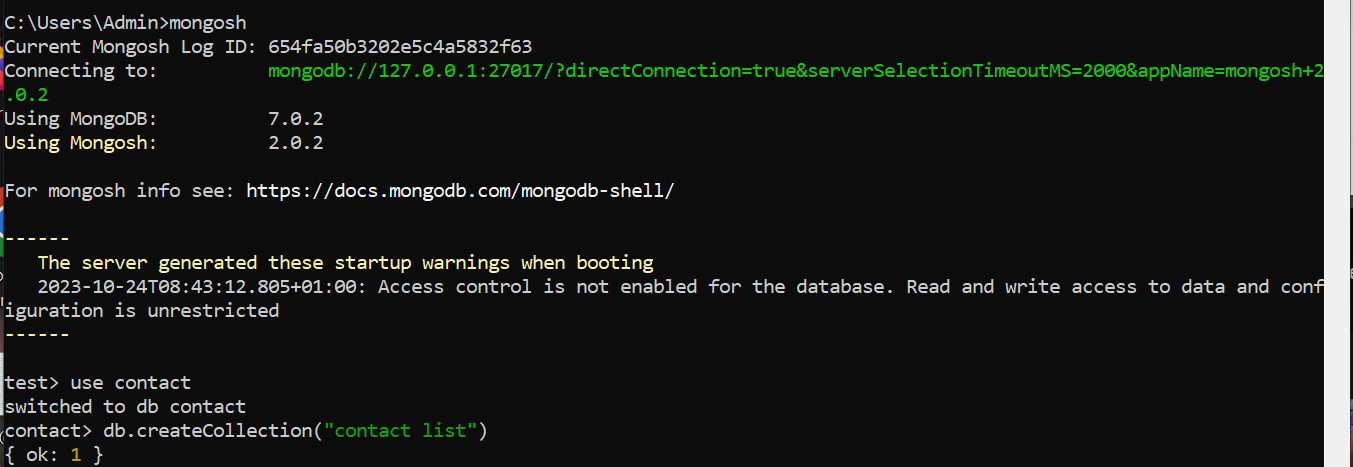 C:\Users\Admin>mongosh
Current Mongosh Log ID: 654fa50b3202e5c4a5832f63
Connecting to:          mongodb://127.0.0.1:27017/?directConnection=true&serverSelectionTimeoutMS=2000&appName=mongosh+2
.0.2
Using MongoDB:          7.0.2
Using Mongosh:          2.0.2
For mongosh info see: https://docs.mongodb.com/mongodb-shell/
------
   The server generated these startup warnings when booting
   2023-10-24T08:43:12.805+01:00: Access control is not enabled for the database. Read and write access to data and conf
iguration is unrestricted
------
test> use contact
switched to db contact
contact> db.createCollection("contact list")
{ ok: 1 }